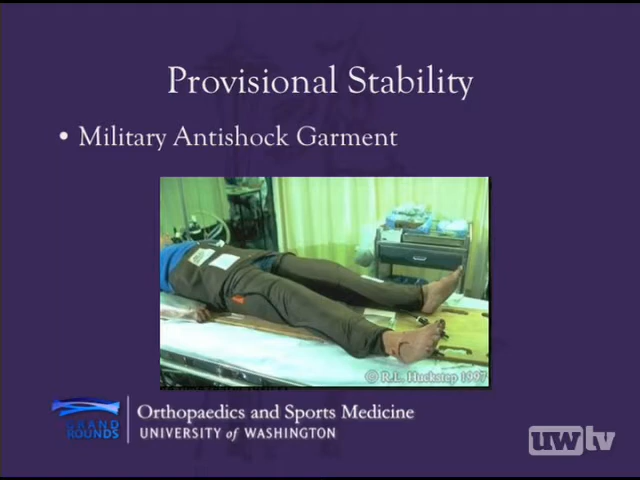 Provisional Stability
• Military Antishock Garment
© R.L. Huckstep 1997
GRAND
ROUNDS
Orthopaedics and Sports Medicine
UNIVERSITY of WASHINGTON
uwtv